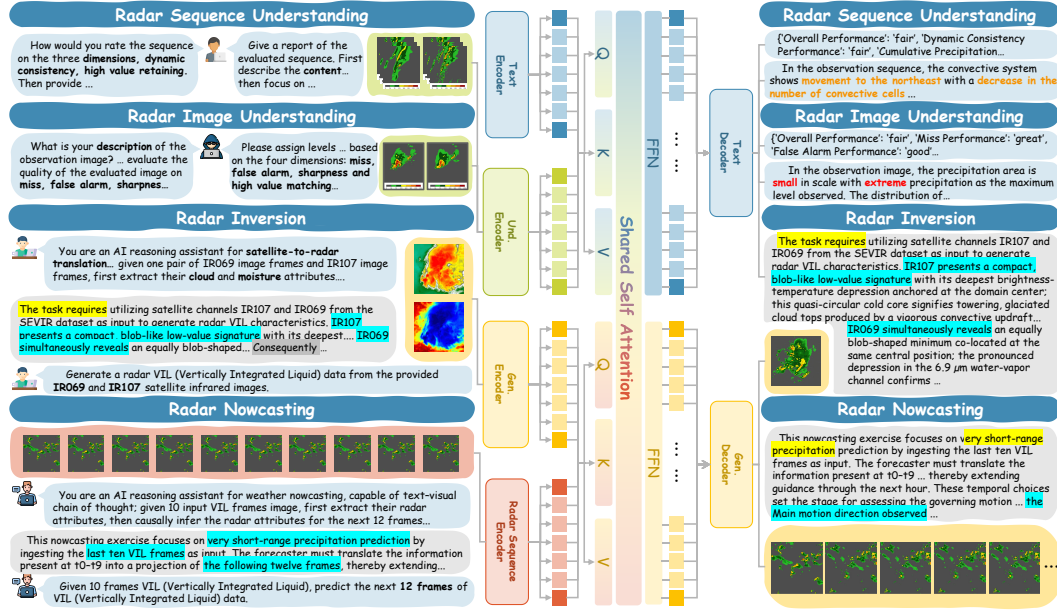 Radar Sequence Understanding
How would you rate the sequence
on the three dimensions, dynamic
consistency, high value retaining.
Then provide ...
Give a report of the
evaluated sequence. First
describe the content...
then focus on ...
Radar Image Understanding
What is your description of the
observation image? ... evaluate the
quality of the evaluated image on
miss, false alarm, sharpnes...
Please assign levels ... based
on the four dimensions: miss,
false alarm, sharpness and
high value matching...
Radar Inversion
You are an AI reasoning assistant for satellite-to-radar
translation... given one pair of IR069 image frames and IR107 image
frames, first extract their cloud and moisture attributes....
The task requires utilizing satellite channels IR107 and IR069 from the
SEVIR dataset as input to generate radar VIL characteristics. IR107
presents a compact, blob-like low-value signature with its deepest.... IR069
simultaneously reveals an equally blob-shaped... Consequently ...
Generate a radar VIL (Vertically Integrated Liquid) data from the provided
IR069 and IR107 satellite infrared images.
Radar Nowcasting
You are an AI reasoning assistant for weather nowcasting, capable of text-visual
chain of thought; given 10 input VIL frames image, first extract their radar
attributes, then causally infer the radar attributes for the next 12 frames...
This nowcasting exercise focuses on very short-range precipitation prediction by
ingesting the last ten VIL frames as input. The forecaster must translate the information
present at t0-t9 into a projection of the following twelve frames, thereby extending...
Given 10 frames VIL (Vertically Integrated Liquid), predict the next 12 frames of
VIL (Vertically Integrated Liquid) data.
Text
Encoder
Und.
Encoder
Gen.
Encoder
Radar Sequence
Encoder
Q
K
V
Q
K
V
Shared Self Attention
FFN
...
...
FFN
...
...
Text
Decoder
Gen.
Decoder
Radar Sequence Understanding
{'Overall Performance': 'fair', 'Dynamic Consistency
Performance': 'fair', 'Cumulative Precipitation...
In the observation sequence, the convective system
shows movement to the northeast with a decrease in the
number of convective cells ...
Radar Image Understanding
{'Overall Performance': 'fair', 'Miss Performance': 'great',
'False Alarm Performance': 'good'...
In the observation image, the precipitation area is
small in scale with extreme precipitation as the maximum
level observed. The distribution of...
Radar Inversion
The task requires utilizing satellite channels IR107 and
IR069 from the SEVIR dataset as input to generate
radar VIL characteristics. IR107 presents a compact,
blob-like low-value signature with its deepest brightness-
temperature depression anchored at the domain center;
this quasi-circular cold core signifies towering, glaciated
cloud tops produced by a vigorous convective updraft...
IR069 simultaneously reveals an equally
blob-shaped minimum co-located at the
same central position; the pronounced
depression in the 6.9 μm water-vapor
channel confirms ...
Radar Nowcasting
This nowcasting exercise focuses on very short-range
precipitation prediction by ingesting the last ten VIL
frames as input. The forecaster must translate the
information present at t0-t9 ... thereby extending
guidance through the next hour. These temporal choices
set the stage for assessing the governing motion ... the
Main motion direction observed ...
...